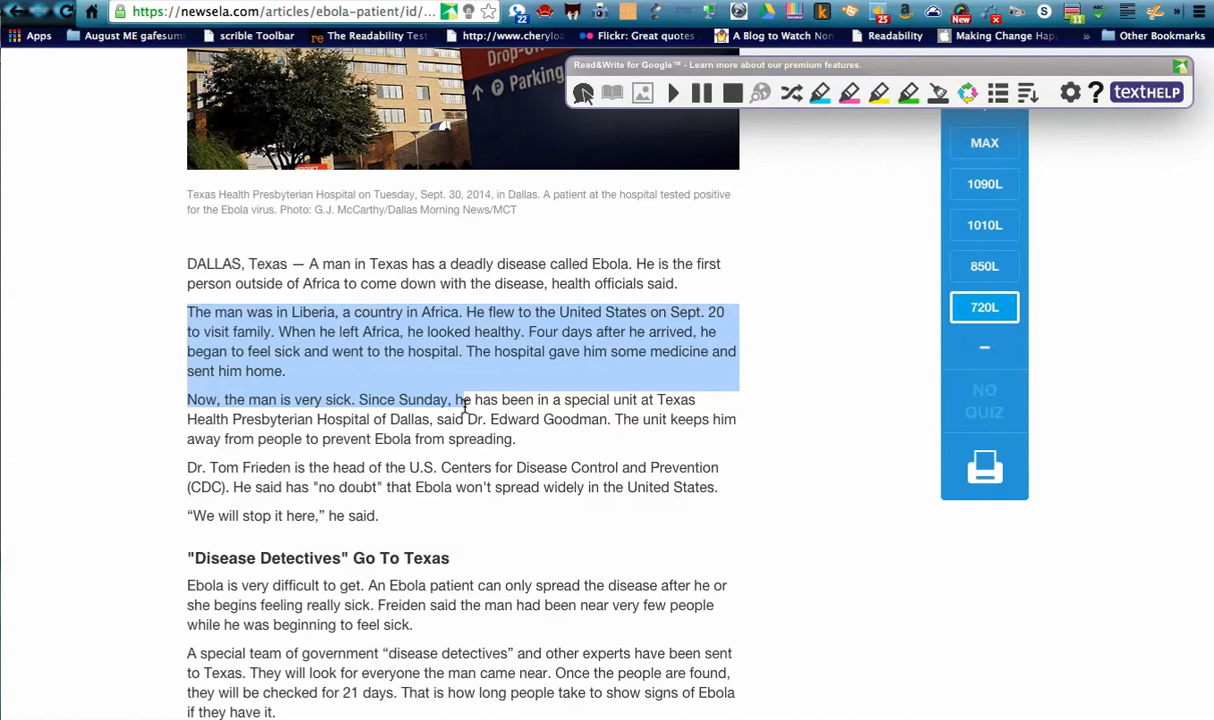 https://newsela.com/articles/ebola-patient/id/...
22
25
New
11
Apps
August ME gafesumm
scrible Toolbar
The Readability Test
http://www.cherylo
Flickr: Great quotes
A Blog to Watch Nor
Readability
Making Change Hap
»
Other Bookmarks
Drop-O
Parking
Read&Write for Google™ - Learn more about our premium features.
?
textHELP
MAX
1090L
1010L
850L
720L
–
NO
QUIZ
Texas Health Presbyterian Hospital on Tuesday, Sept. 30, 2014, in Dallas. A patient at the hospital tested positive
for the Ebola virus. Photo: G.J. McCarthy/Dallas Morning News/MCT
DALLAS, Texas — A man in Texas has a deadly disease called Ebola. He is the first
person outside of Africa to come down with the disease, health officials said.
The man was in Liberia, a country in Africa. He flew to the United States on Sept. 20
to visit family. When he left Africa, he looked healthy. Four days after he arrived, he
began to feel sick and went to the hospital. The hospital gave him some medicine and
sent him home.
Now, the man is very sick. Since Sunday, he has been in a special unit at Texas
Health Presbyterian Hospital of Dallas, said Dr. Edward Goodman. The unit keeps him
away from people to prevent Ebola from spreading.
Dr. Tom Frieden is the head of the U.S. Centers for Disease Control and Prevention
(CDC). He said has "no doubt" that Ebola won't spread widely in the United States.
“We will stop it here,” he said.
"Disease Detectives" Go To Texas
Ebola is very difficult to get. An Ebola patient can only spread the disease after he or
she begins feeling really sick. Freiden said the man had been near very few people
while he was beginning to feel sick.
A special team of government “disease detectives” and other experts have been sent
to Texas. They will look for everyone the man came near. Once the people are found,
they will be checked for 21 days. That is how long people take to show signs of Ebola
if they have it.